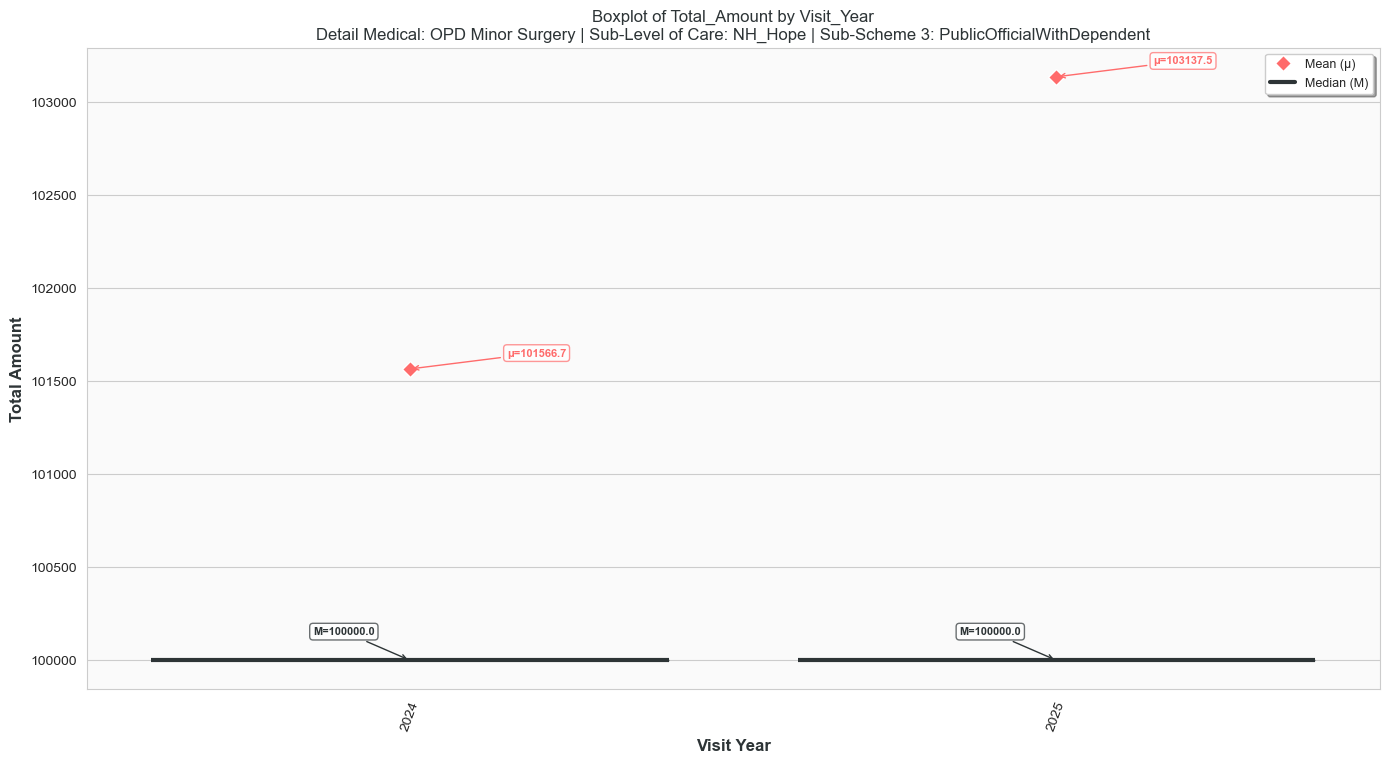 Boxplot of Total_Amount by Visit_Year
Detail Medical: OPD Minor Surgery | Sub-Level of Care: NH_Hope | Sub-Scheme 3: PublicOfficialWithDependent
Mean (μ)
Median (M)
μ=103137.5
μ=101566.7
M=100000.0
M=100000.0
103000
102500
102000
101500
101000
100500
100000
Total Amount
2024
2025
Visit Year